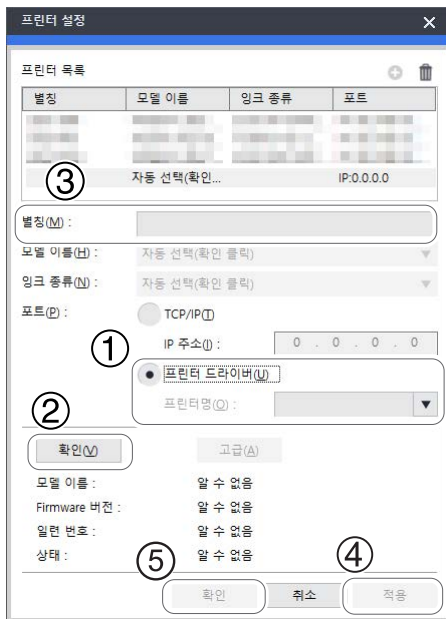 프린터 설정
프린터 목록
별칭 모델 이름 잉크 종류 포트
자동 선택(확인... IP:0.0.0.0
③
별칭(M) :
모델 이름(H) : 자동 선택(확인 클릭)
잉크 종류(N) : 자동 선택(확인 클릭)
포트(P) : TCP/IP(T)
IP 주소(I) : 0 . 0 . 0 . 0
①
프린터 드라이버(U)
프린터명(O) :
②
확인(V) 고급(A)
모델 이름 : 알 수 없음
Firmware 버전 : 알 수 없음
일련 번호 : 알 수 없음
상태 : 알 수 없음
⑤ ④
확인 취소 적용